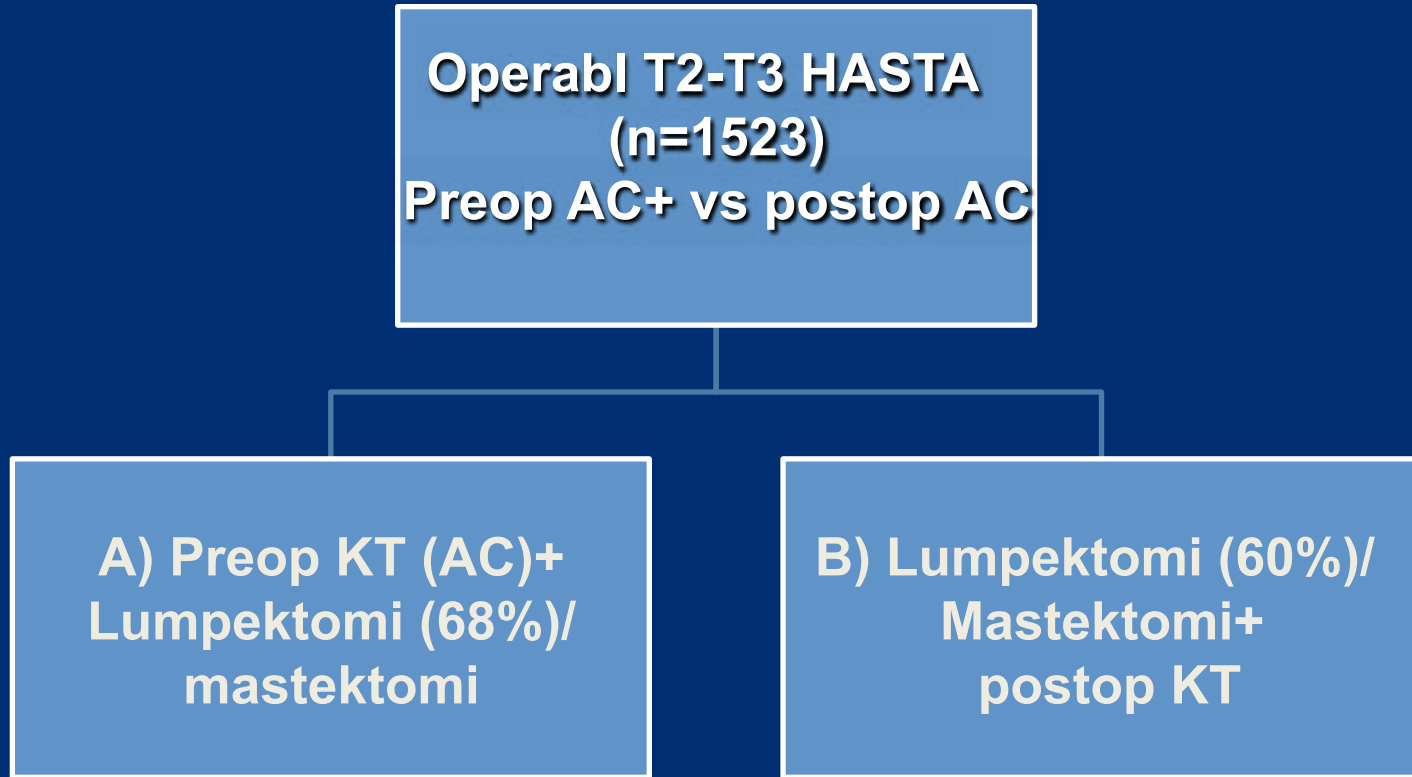 Operabl T2-T3 HASTA
(n=1523)
Preop AC+ vs postop AC
A) Preop KT (AC)+
Lumpektomi (68%)/
mastektomi
B) Lumpektomi (60%)/
Mastektomi+
postop KT